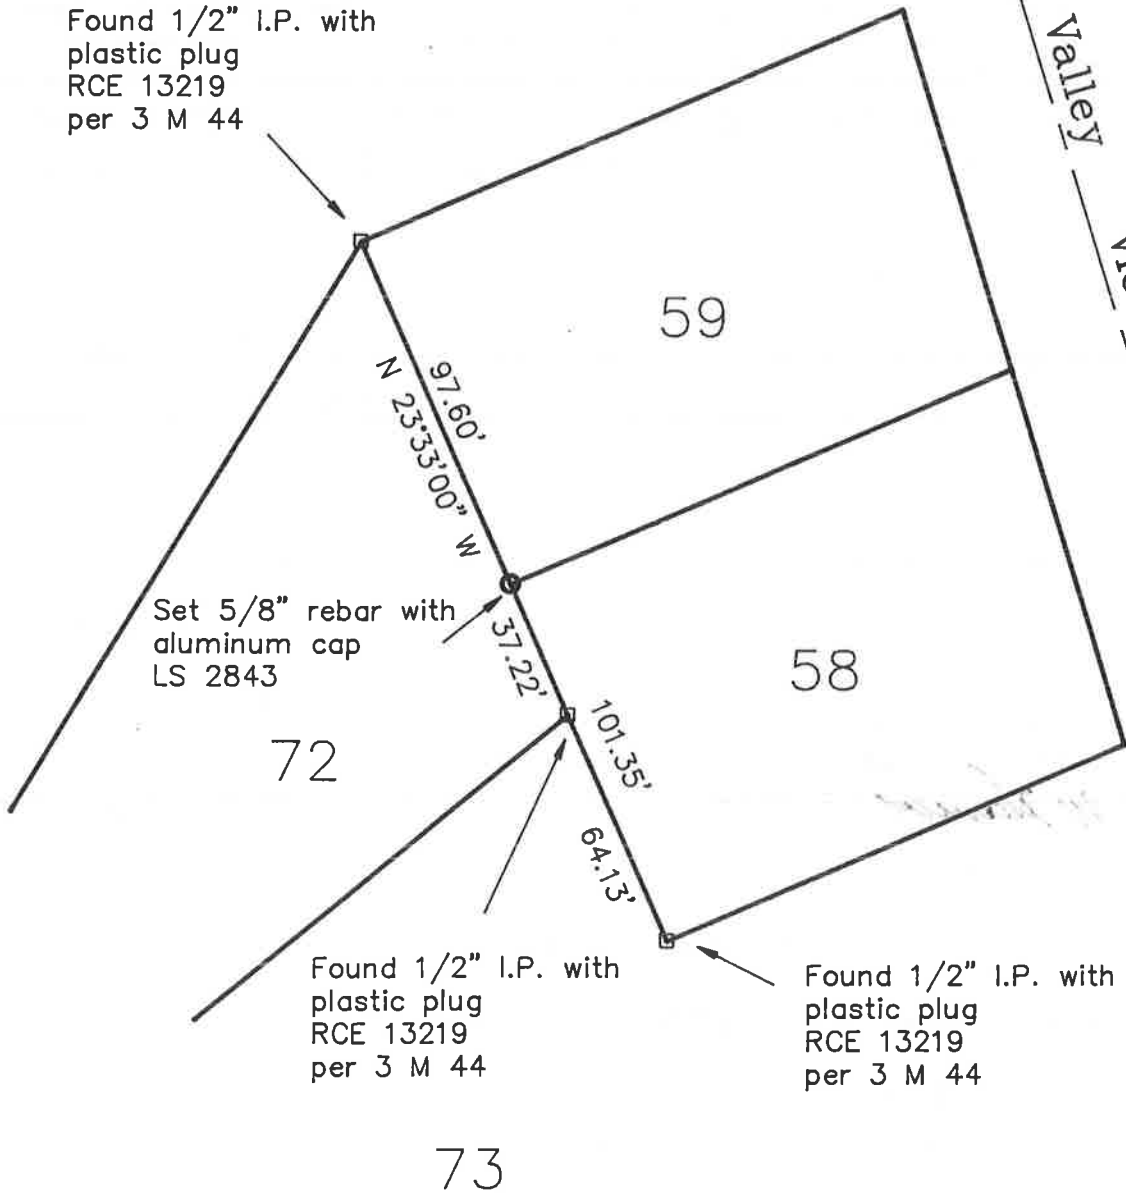 Found 1/2" I.P. with
plastic plug
RCE 13219
per 3 M 44
Valley
59
97.60'
N 23°33'00" W
Set 5/8" rebar with
aluminum cap
LS 2843
37.22'
58
72
101.35'
64.13'
Found 1/2" I.P. with
plastic plug
RCE 13219
per 3 M 44
Found 1/2" I.P. with
plastic plug
RCE 13219
per 3 M 44
73